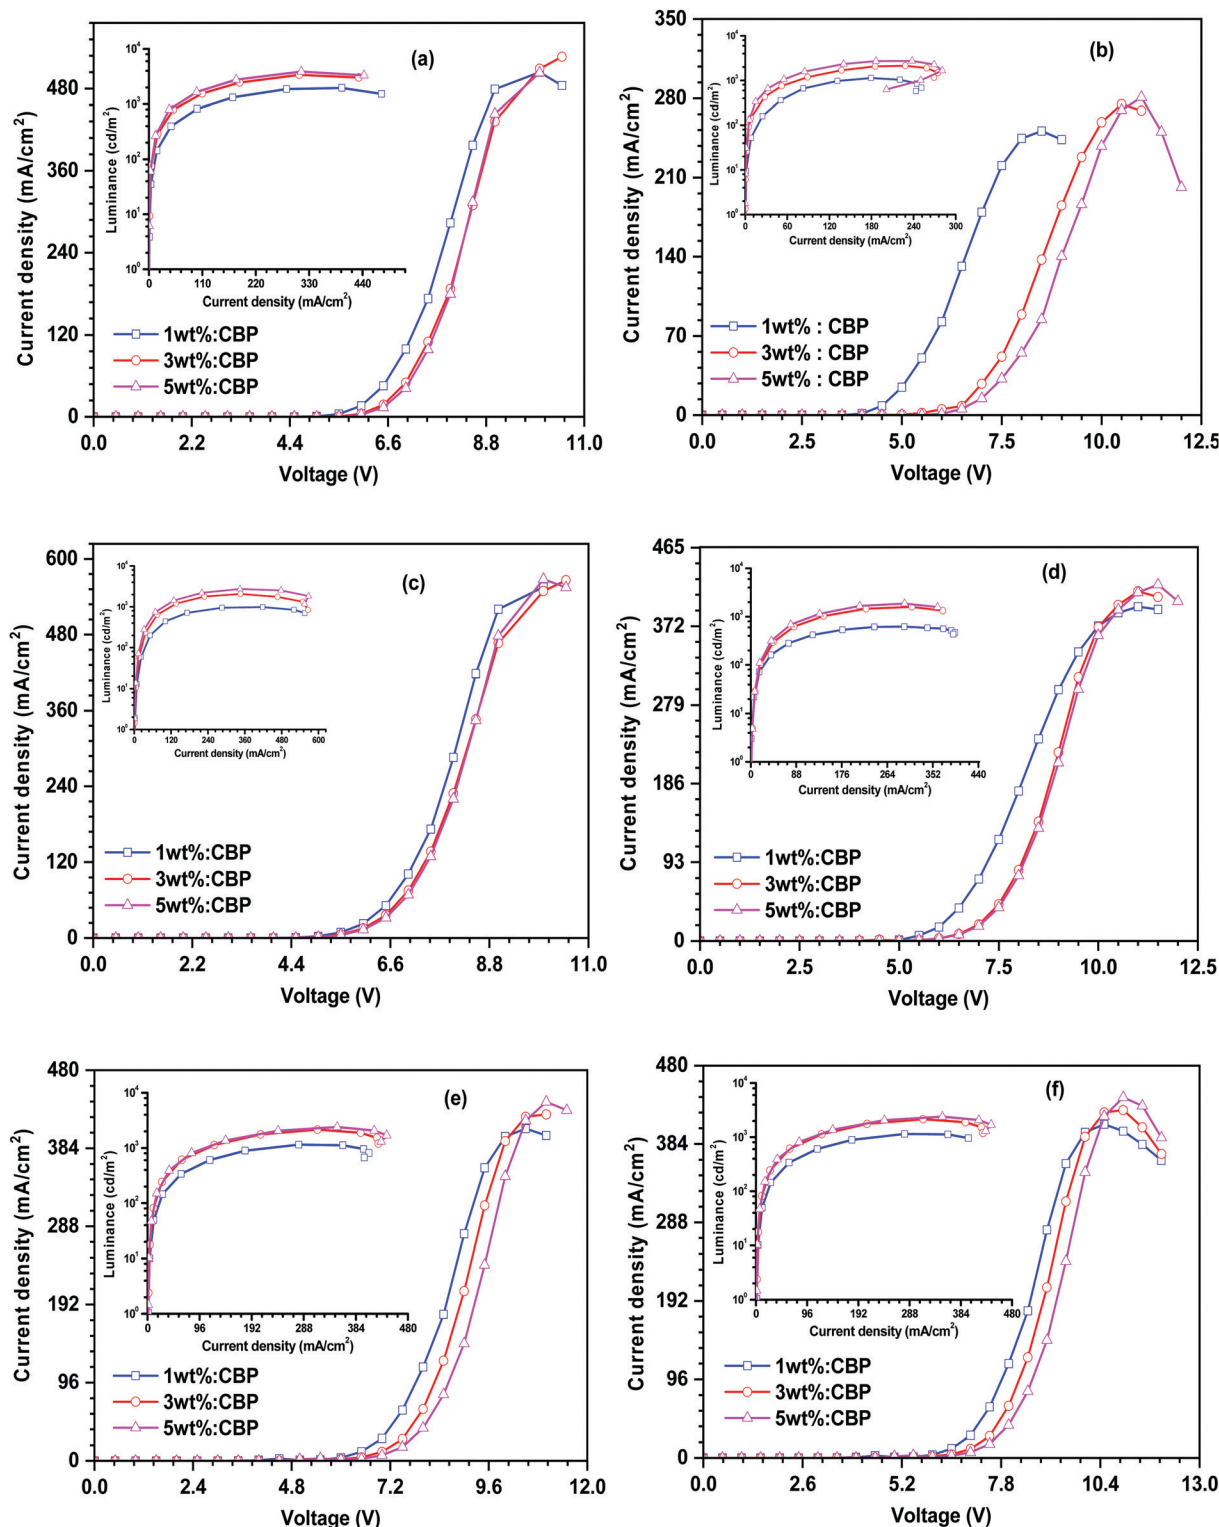 (a)
Current density (mA/cm²)
480
360
240
120
0
0.0 2.2 4.4 6.6 8.8 11.0
Voltage (V)
1wt%:CBP
3wt%:CBP
5wt%:CBP
Luminance (cd/m²)
10⁴
10³
10²
10¹
10⁰
0 110 220 330 440
Current density (mA/cm²)
(b)
Current density (mA/cm²)
350
280
210
140
70
0
0.0 2.5 5.0 7.5 10.0 12.5
Voltage (V)
1wt% : CBP
3wt% : CBP
5wt% : CBP
Luminance (cd/m²)
10⁴
10³
10²
10¹
10⁰
0 60 120 180 240 300
Current density (mA/cm²)
(c)
Current density (mA/cm²)
600
480
360
240
120
0
0.0 2.2 4.4 6.6 8.8 11.0
Voltage (V)
1wt%:CBP
3wt%:CBP
5wt%:CBP
Luminance (cd/m²)
10⁴
10³
10²
10¹
10⁰
0 120 240 360 480 600
Current density (mA/cm²)
(d)
Current density (mA/cm²)
465
372
279
186
93
0
0.0 2.5 5.0 7.5 10.0 12.5
Voltage (V)
1wt%:CBP
3wt%:CBP
5wt%:CBP
Luminance (cd/m²)
10⁴
10³
10²
10¹
10⁰
0 88 176 264 352 440
Current density (mA/cm²)
(e)
Current density (mA/cm²)
480
384
288
192
96
0
0.0 2.4 4.8 7.2 9.6 12.0
Voltage (V)
1wt%:CBP
3wt%:CBP
5wt%:CBP
Luminance (cd/m²)
10⁴
10³
10²
10¹
10⁰
0 96 192 288 384 480
Current density (mA/cm²)
(f)
Current density (mA/cm²)
480
384
288
192
96
0
0.0 2.6 5.2 7.8 10.4 13.0
Voltage (V)
1wt%:CBP
3wt%:CBP
5wt%:CBP
Luminance (cd/m²)
10⁴
10³
10²
10¹
10⁰
0 96 192 288 384 480
Current density (mA/cm²)